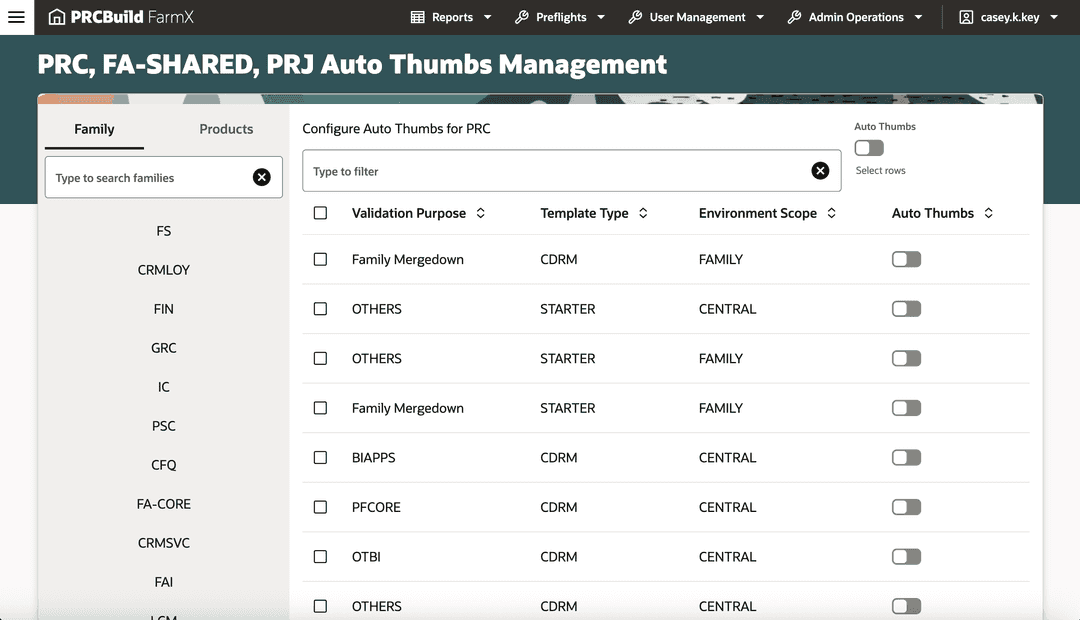 PRCBuild FarmX
Reports
Preflights
User Management
Admin Operations
casey.k.key
PRC, FA-SHARED, PRJ Auto Thumbs Management
Family
Products
Type to search families
FS
CRMLOY
FIN
GRC
IC
PSC
CFQ
FA-CORE
CRMSVC
FAI
LCM
Configure Auto Thumbs for PRC
Type to filter
Auto Thumbs
Select rows
Validation Purpose Template Type Environment Scope Auto Thumbs
Family Mergedown CDRM FAMILY
OTHERS STARTER CENTRAL
OTHERS STARTER FAMILY
Family Mergedown STARTER FAMILY
BIAPPS CDRM CENTRAL
PFCORE CDRM CENTRAL
OTBI CDRM CENTRAL
OTHERS CDRM CENTRAL